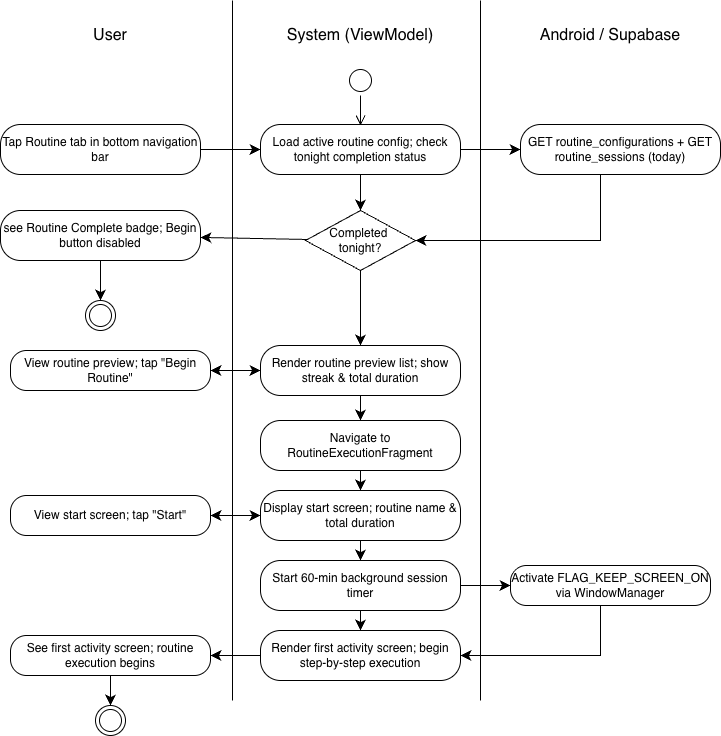 User
System (ViewModel)
Android / Supabase
Tap Routine tab in bottom navigation
bar
Load active routine config; check
tonight completion status
GET routine_configurations + GET
routine_sessions (today)
see Routine Complete badge; Begin
button disabled
Completed
tonight?
View routine preview; tap "Begin
Routine"
Render routine preview list; show
streak & total duration
Navigate to
RoutineExecutionFragment
View start screen; tap "Start"
Display start screen; routine name &
total duration
Start 60-min background session
timer
Activate FLAG_KEEP_SCREEN_ON
via WindowManager
See first activity screen; routine
execution begins
Render first activity screen; begin
step-by-step execution